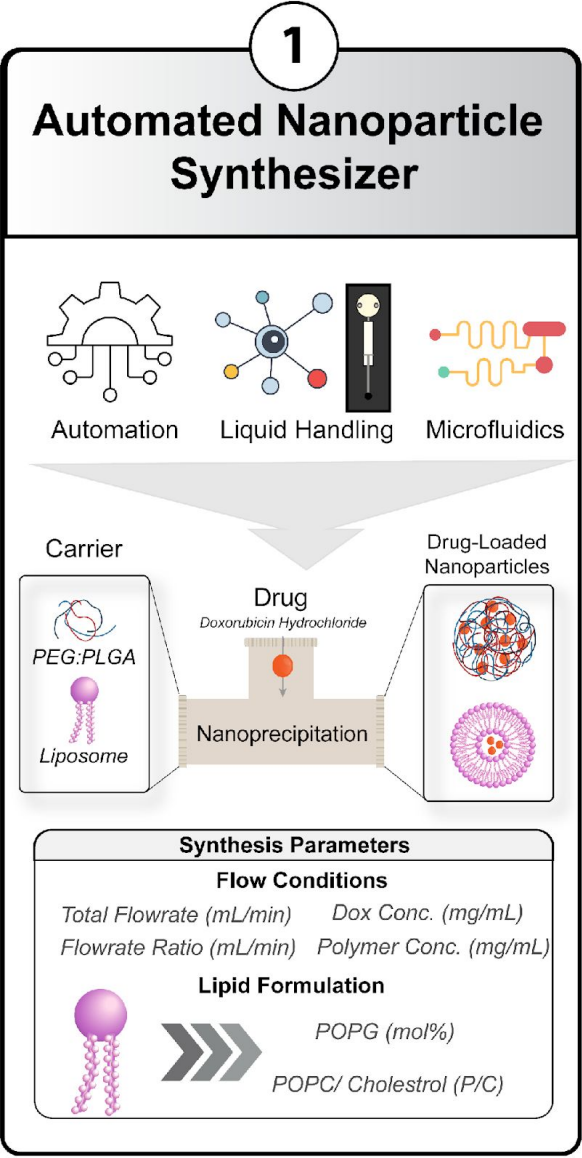 1
Automated Nanoparticle
Synthesizer
Automation
Liquid Handling
Microfluidics
Carrier
PEG:PLGA
Liposome
Drug
Doxorubicin Hydrochloride
Nanoprecipitation
Drug-Loaded
Nanoparticles
Synthesis Parameters
Flow Conditions
Total Flowrate (mL/min)
Dox Conc. (mg/mL)
Flowrate Ratio (mL/min)
Polymer Conc. (mg/mL)
Lipid Formulation
POPG (mol%)
POPC/ Cholestrol (P/C)